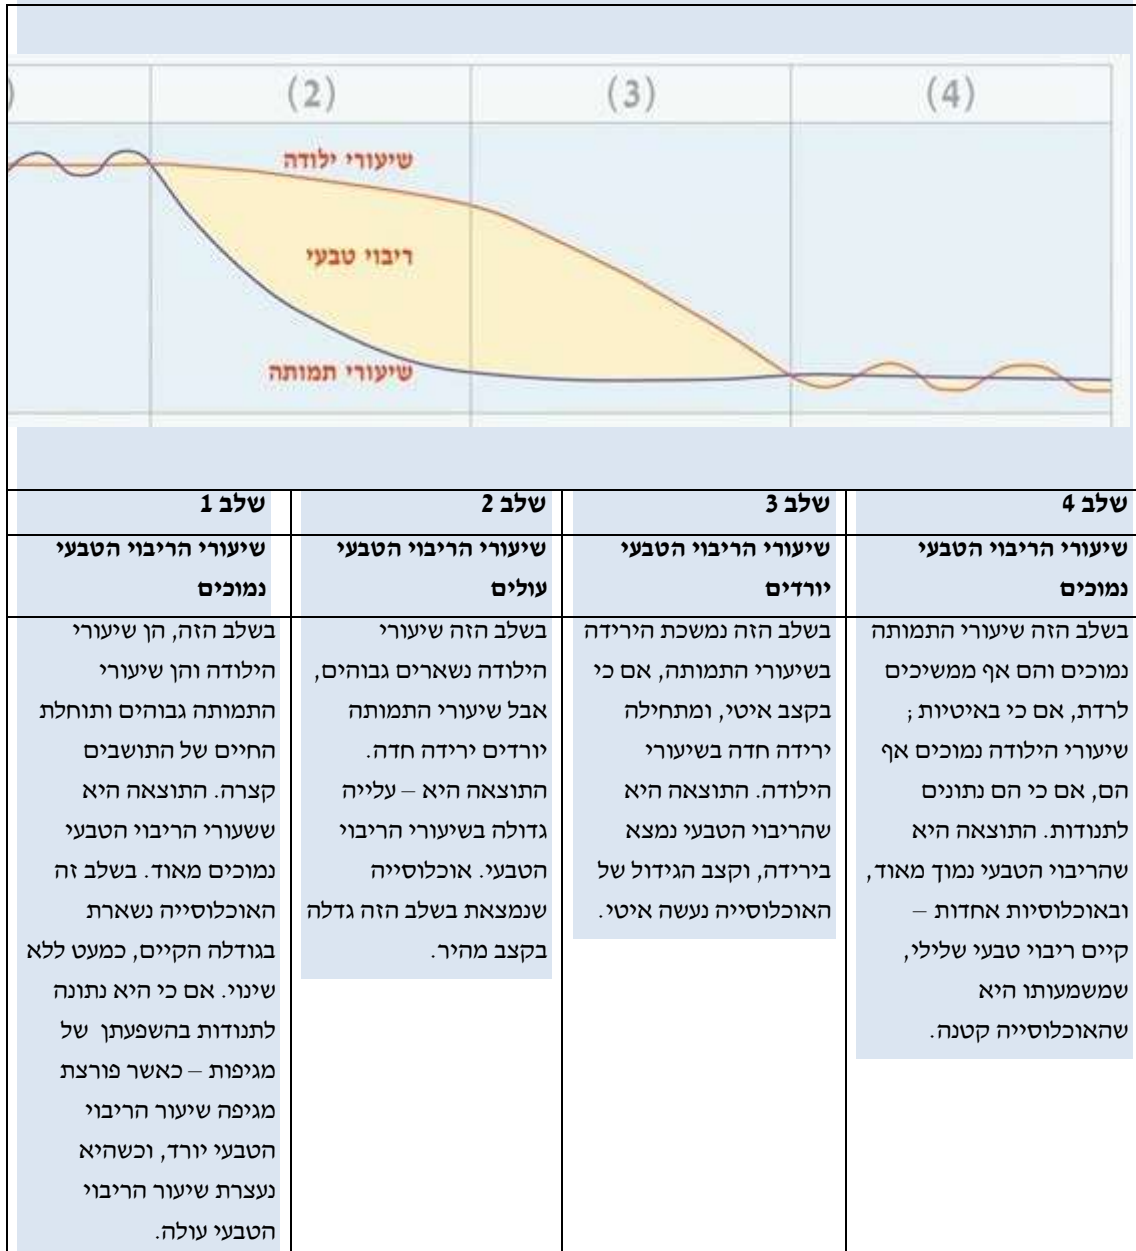 (2)
(3)
(4)
שיעורי ילודה
ריבוי טבעי
שיעורי תמותה
שלב 1
שיעורי הריבוי הטבעי
נמוכים
בשלב הזה, הן שיעורי
הילודה והן שיעורי
התמותה גבוהים ותוחלת
החיים של התושבים
קצרה. התוצאה היא
ששעורי הריבוי הטבעי
נמוכים מאוד. בשלב זה
האוכלוסייה נשארת
בגודלה הקיים, כמעט ללא
שינוי. אם כי היא נתונה
לתנודות בהשפעתן של
מגיפות – כאשר פורצת
מגיפה שיעור הריבוי
הטבעי יורד, וכשהיא
נעצרת שיעור הריבוי
הטבעי עולה.
שלב 2
שיעורי הריבוי הטבעי
עולים
בשלב הזה שיעורי
הילודה נשארים גבוהים,
אבל שיעורי התמותה
יורדים ירידה חדה.
התוצאה היא – עלייה
גדולה בשיעורי הריבוי
הטבעי. אוכלוסייה
שנמצאת בשלב הזה גדלה
בקצב מהיר.
שלב 3
שיעורי הריבוי הטבעי
יורדים
בשלב הזה נמשכת הירידה
בשיעורי התמותה, אם כי
בקצב איטי, ומתחילה
ירידה חדה בשיעורי
הילודה. התוצאה היא
שהריבוי הטבעי נמצא
בירידה, וקצב הגידול של
האוכלוסייה נעשה איטי.
שלב 4
שיעורי הריבוי הטבעי
נמוכים
בשלב הזה שיעורי התמותה
נמוכים והם אף ממשיכים
לרדת, אם כי באיטיות ;
שיעורי הילודה נמוכים אף
הם, אם כי הם נתונים
לתנודות. התוצאה היא
שהריבוי הטבעי נמוך מאוד,
ובאוכלוסיות אחדות –
קיים ריבוי טבעי שלילי,
שמשמעותו היא
שהאוכלוסייה קטנה.